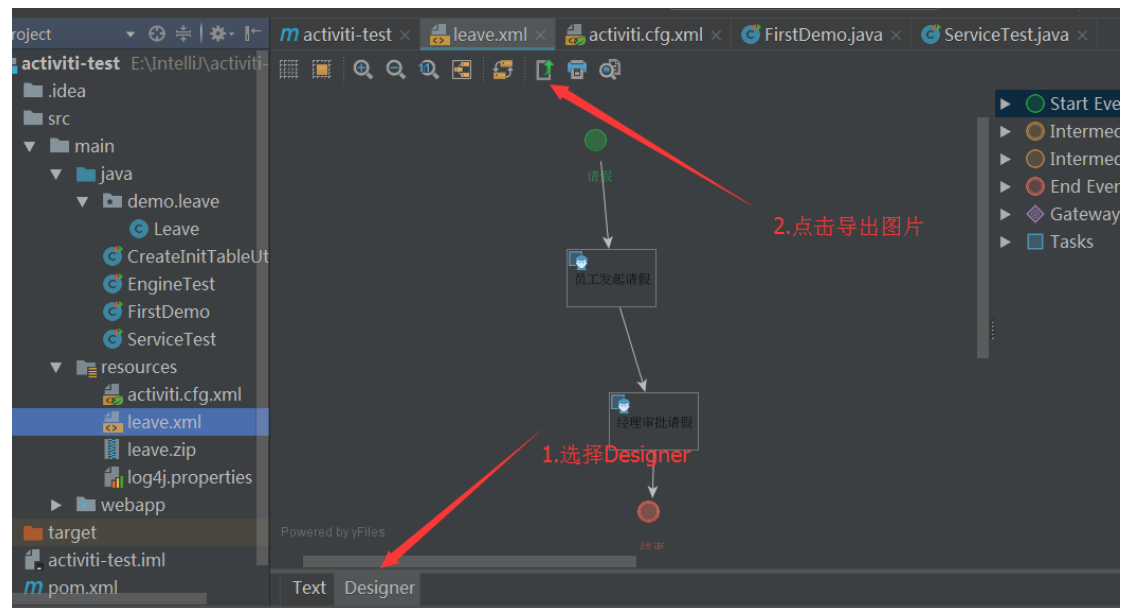 roject
activiti-test
leave.xml
activiti.cfg.xml
FirstDemo.java
ServiceTest.java
activiti-test E:\IntelliJ\activiti-
.idea
src
main
java
demo.leave
Leave
CreateInitTableUt
EngineTest
FirstDemo
ServiceTest
resources
activiti.cfg.xml
leave.xml
leave.zip
log4j.properties
webapp
target
activiti-test.iml
pom.xml
请假
员工发起请假
经理审批请假
结束
2.点击导出图片
1.选择Designer
Powered by yFiles
Start Eve
Intermed
Intermed
End Even
Gateway
Tasks
Text
Designer